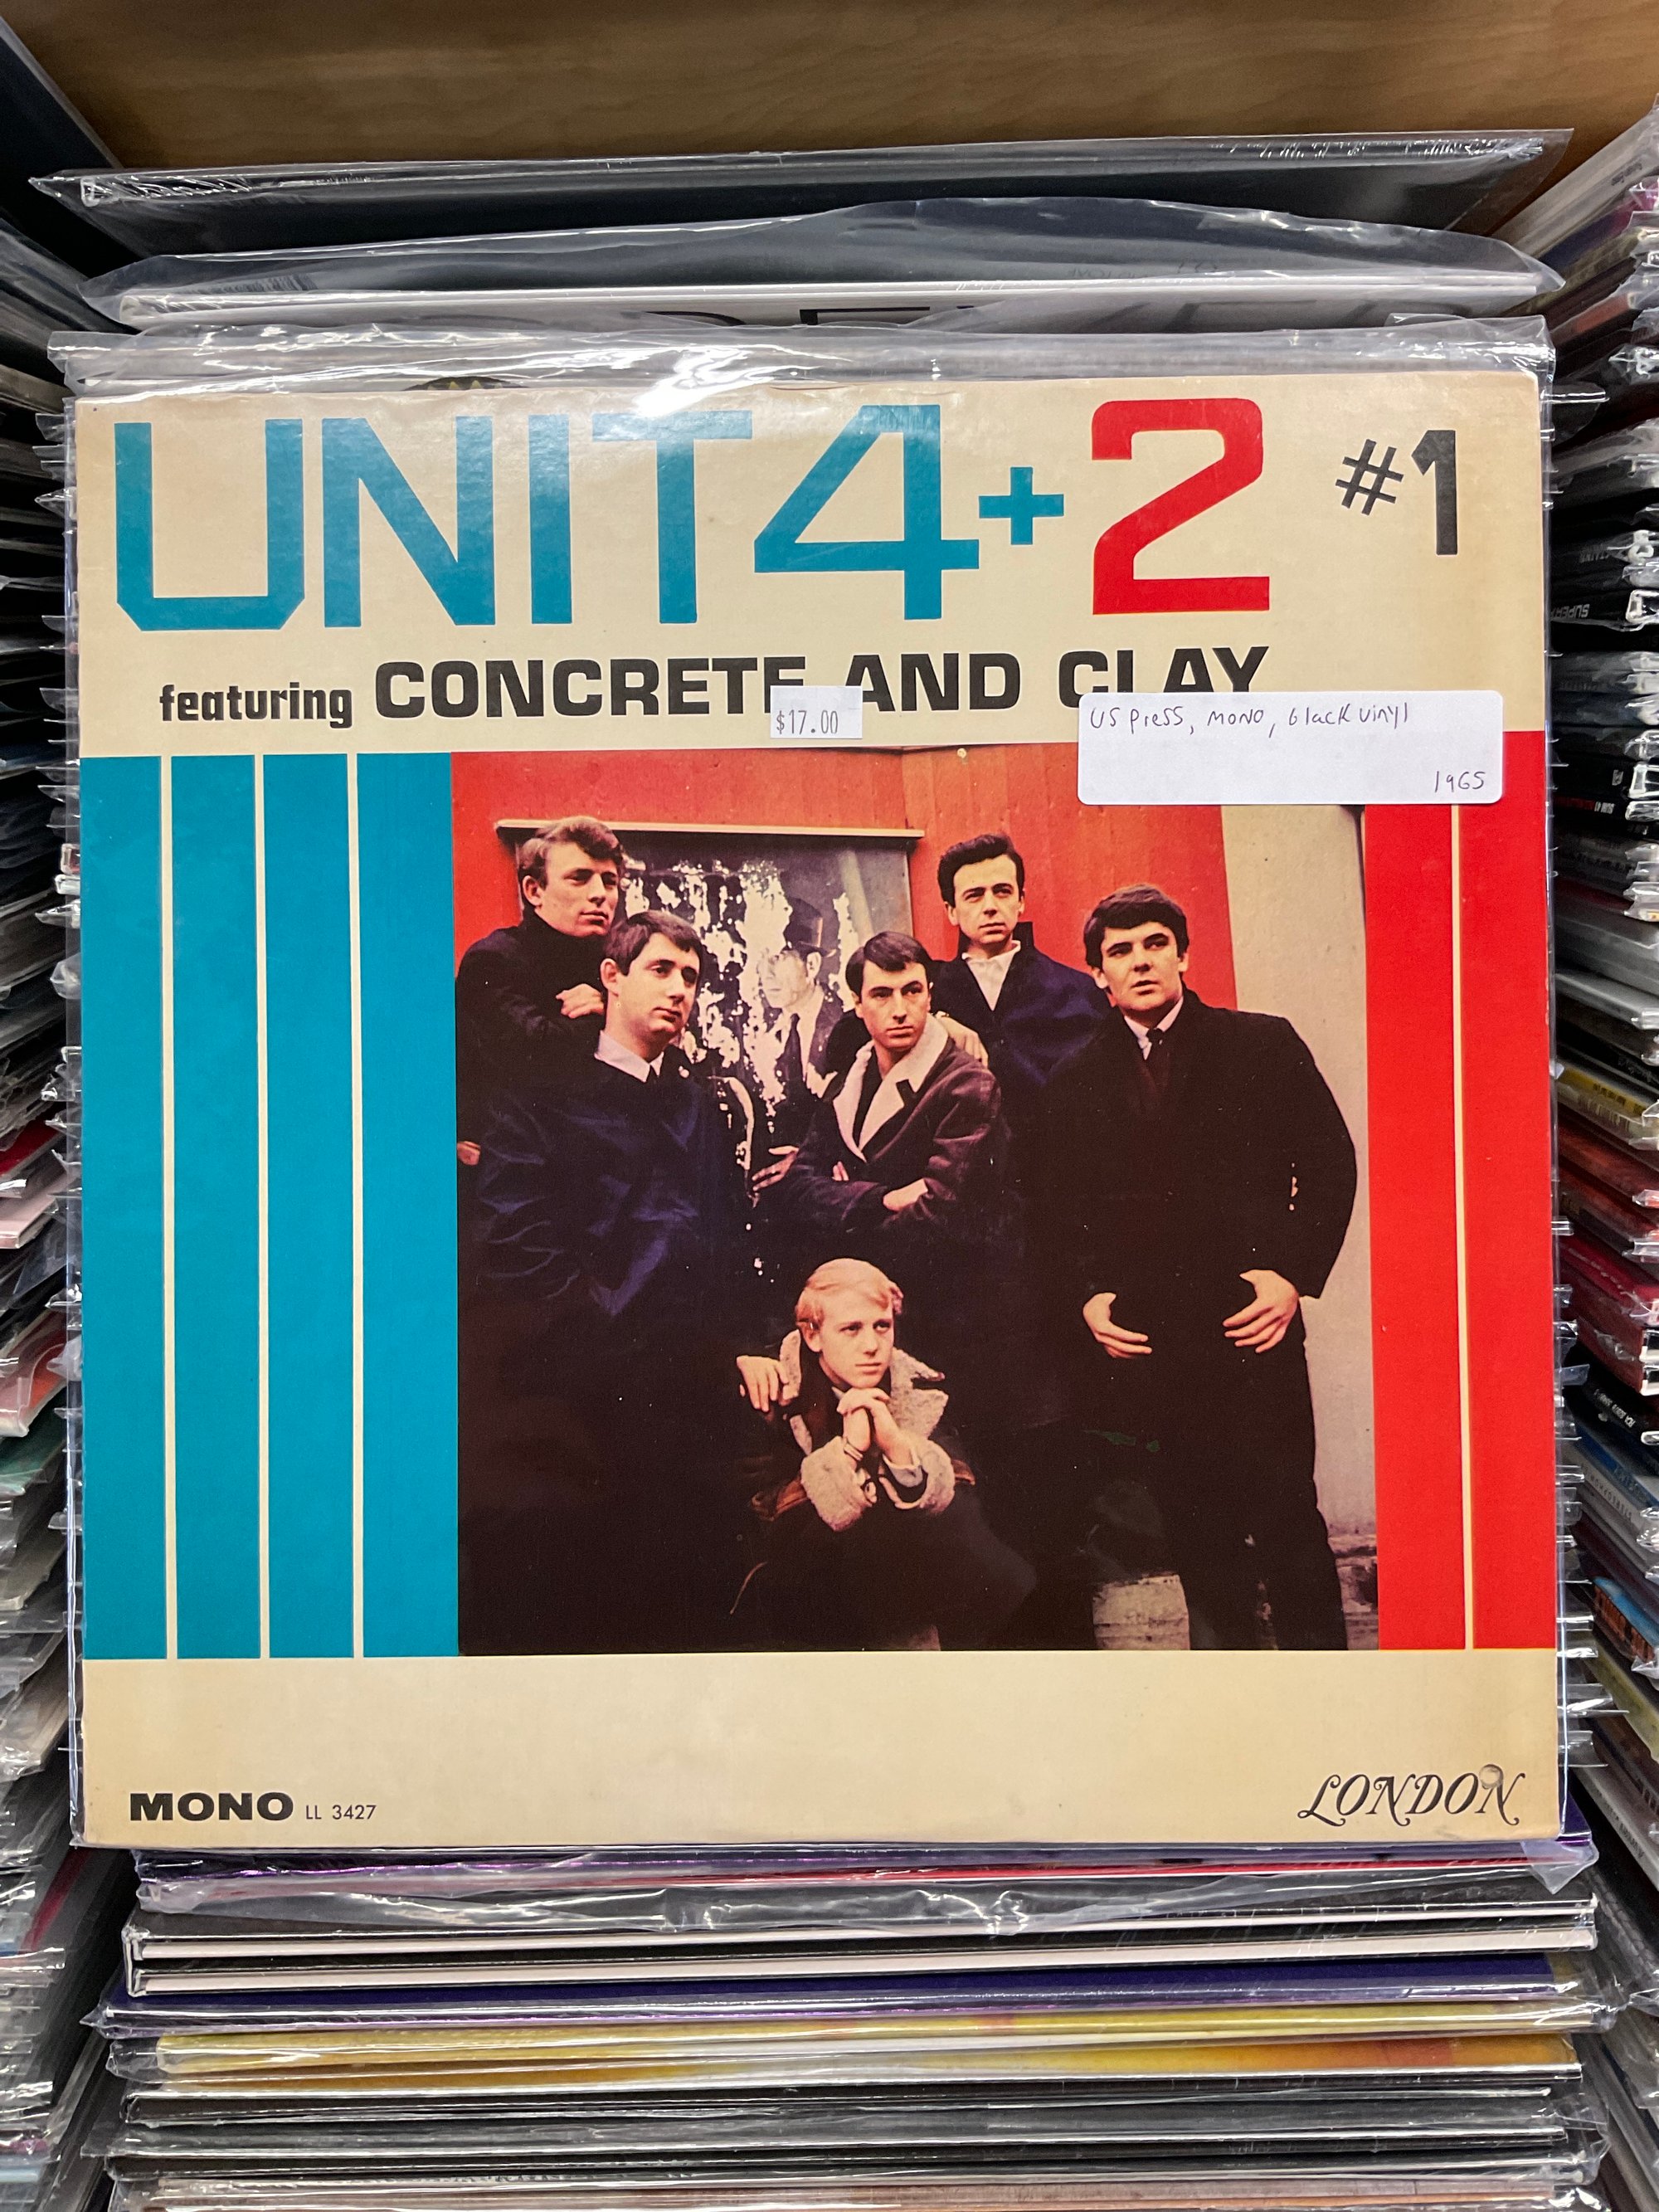 UNIT 4+2 #1
featuring CONCRETE AND CLAY
$17.00
US press, mono, black vinyl
1965
MONO LL 3427
LONDON